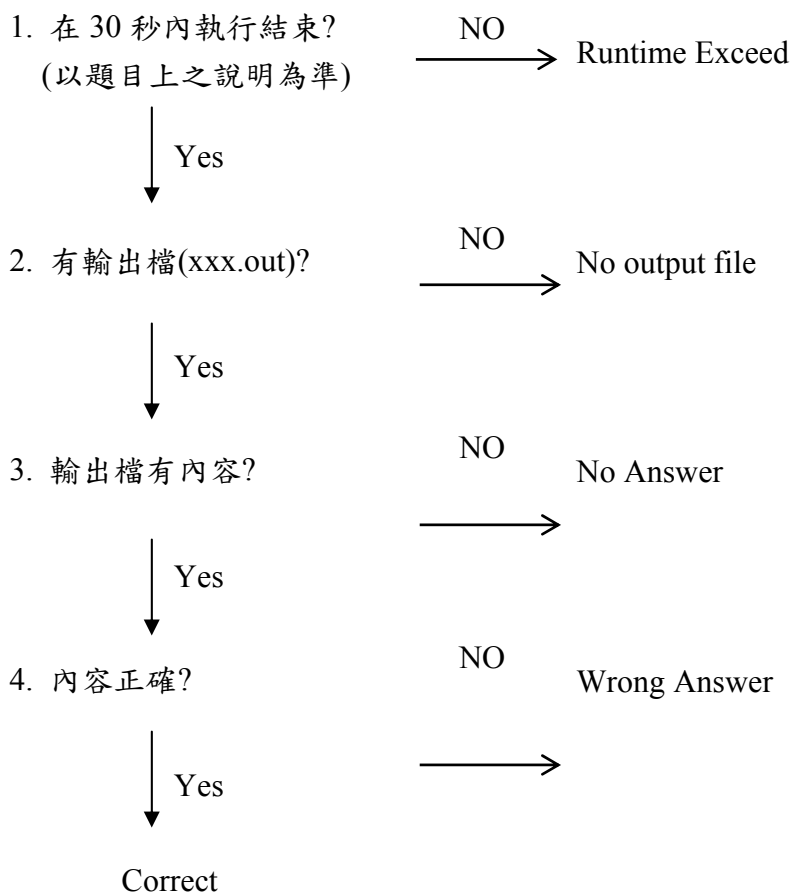 1. 在 30 秒內執行結束?
(以題目上之說明為準)
NO
Runtime Exceed
Yes
2. 有輸出檔(xxx.out)?
NO
No output file
Yes
3. 輸出檔有內容?
NO
No Answer
Yes
4. 內容正確?
NO
Wrong Answer
Yes
Correct